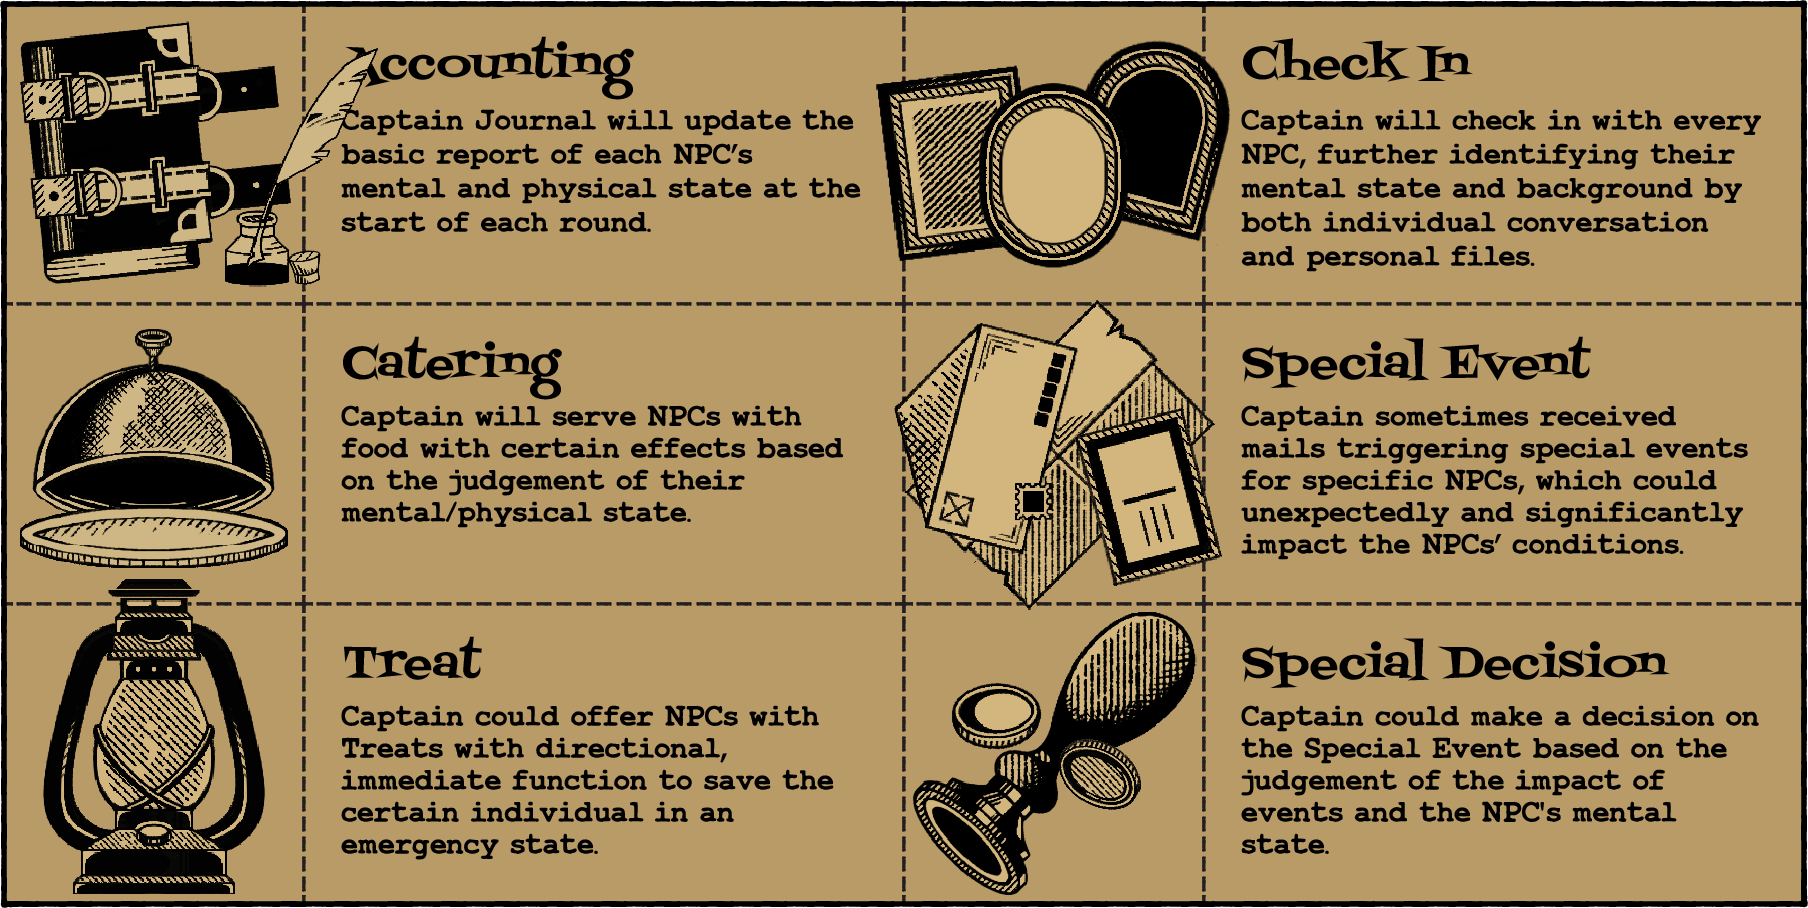 Accounting
Captain Journal will update the
basic report of each NPC's
mental and physical state at the
start of each round.
Check In
Captain will check in with every
NPC, further identifying their
mental state and background by
both individual conversation
and personal files.
Catering
Captain will serve NPCs with
food with certain effects based
on the judgement of their
mental/physical state.
Special Event
Captain sometimes received
mails triggering special events
for specific NPCs, which could
unexpectedly and significantly
impact the NPCs' conditions.
Treat
Captain could offer NPCs with
Treats with directional,
immediate function to save the
certain individual in an
emergency state.
Special Decision
Captain could make a decision on
the Special Event based on the
judgement of the impact of
events and the NPC's mental
state.